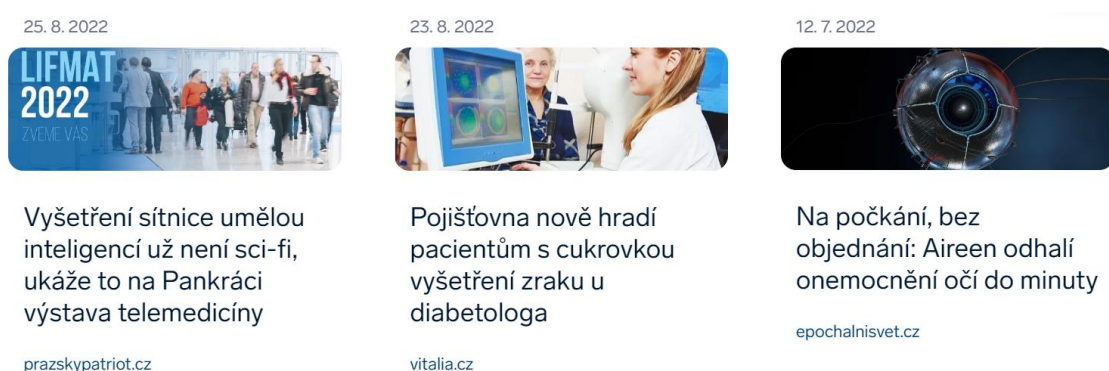 25. 8. 2022
LIFMAT
2022
ZVEME VÁS
Vyšetření sítnice umělou
inteligencí už není sci-fi,
ukáže to na Pankráci
výstava telemedicíny
prazskypatriot.cz
23. 8. 2022
Pojišťovna nově hradí
pacientům s cukrovkou
vyšetření zraku u
diabetologa
vitalia.cz
12. 7. 2022
Na počkání, bez
objednání: Aireen odhalí
onemocnění očí do minuty
epochalnisvet.cz